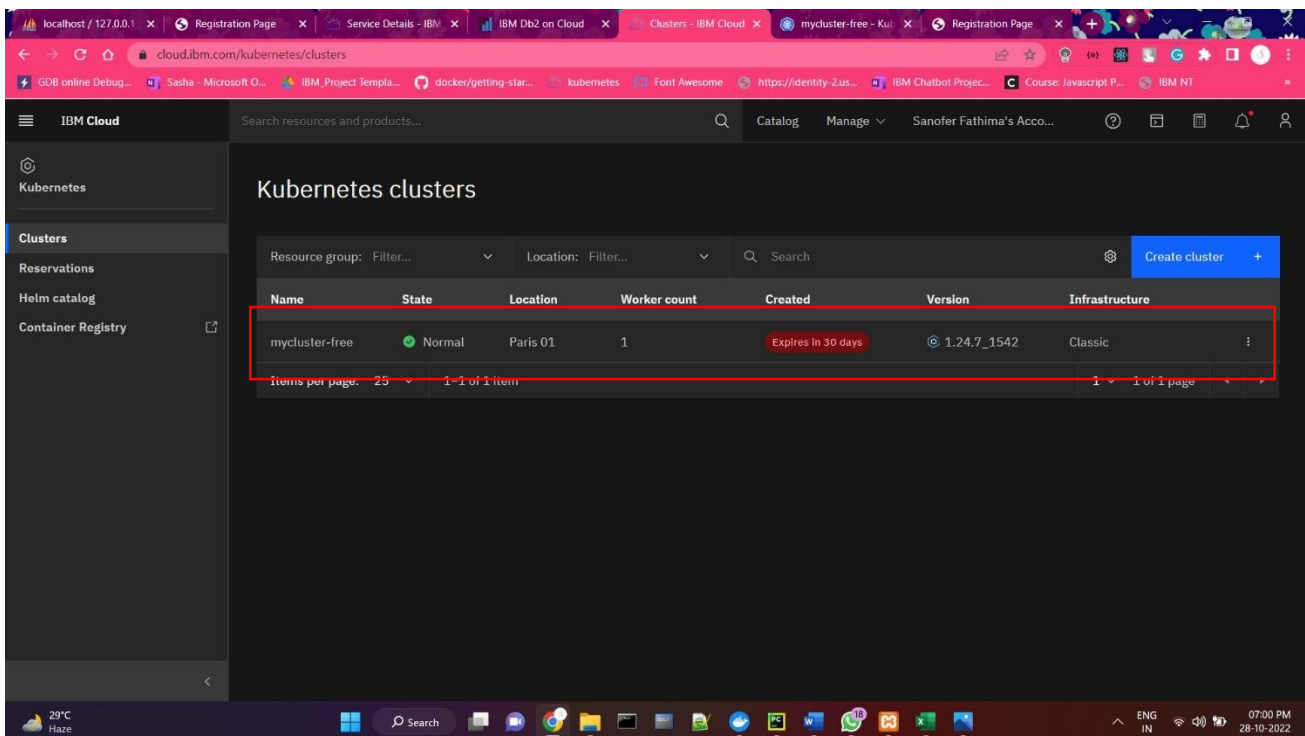 localhost / 127.0.0.1 Registration Page Service Details - IBM IBM Db2 on Cloud Clusters - IBM Cloud mycluster-free - Kub Registration Page
cloud.ibm.com/kubernetes/clusters
GDB online Debug... Sasha - Microsoft O... IBM_Project Templa... docker/getting-star... kubernetes Font Awesome https://identity-2.us... IBM Chatbot Projec... Course: Javascript P... IBM NT »
IBM Cloud Search resources and products... Catalog Manage Sanofer Fathima's Acco...
Kubernetes
Kubernetes clusters
Clusters
Reservations
Helm catalog
Container Registry
Resource group: Filter... Location: Filter... Search Create cluster +
Name State Location Worker count Created Version Infrastructure
mycluster-free Normal Paris 01 1 Expires in 30 days 1.24.7_1542 Classic
Items per page: 25 1–1 of 1 item 1 1 of 1 page
29°C
Haze
Search
18
ENG
IN
07:00 PM
28-10-2022